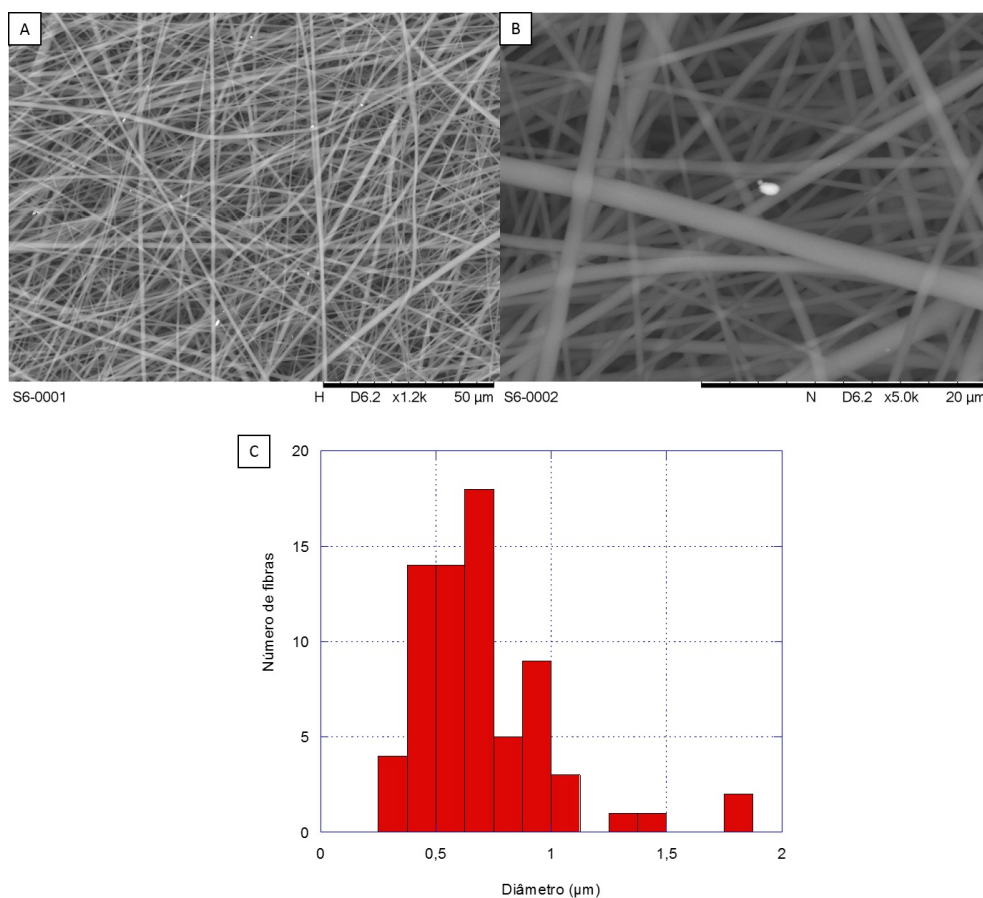 A
B
S6-0001 H D6.2 x1.2k 50 µm
S6-0002 N D6.2 x5.0k 20 µm
C
20
15
10
5
0
Número de fibras
0 0,5 1 1,5 2
Diâmetro (µm)